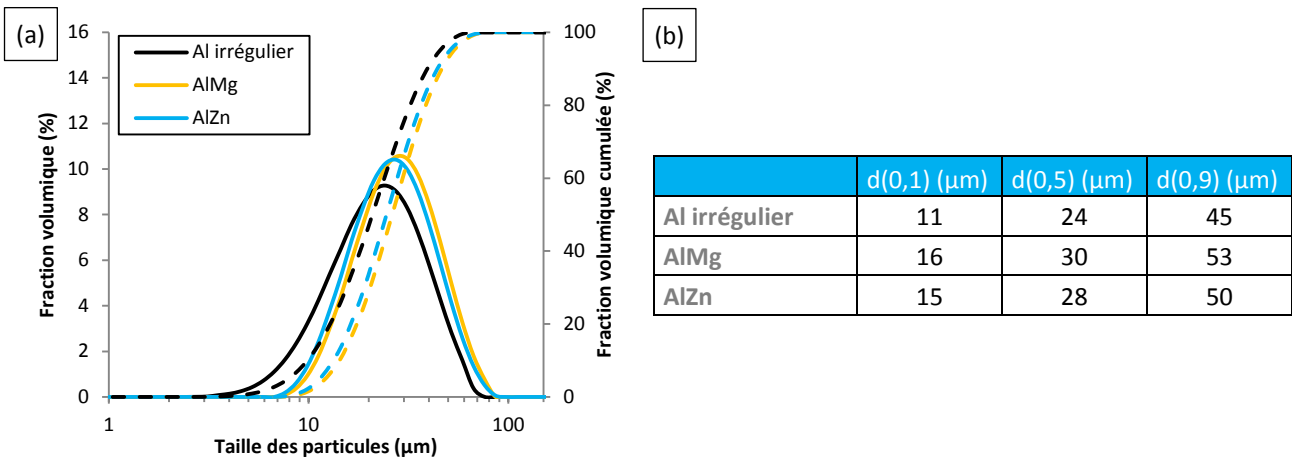 (a)
Al irrégulier
AlMg
AlZn
Fraction volumique (%)
16
14
12
10
8
6
4
2
0
100
80
60
40
20
0
Fraction volumique cumulée (%)
1 10 100
Taille des particules (µm)
(b)
d(0,1) (µm) d(0,5) (µm) d(0,9) (µm)
Al irrégulier 11 24 45
AlMg 16 30 53
AlZn 15 28 50